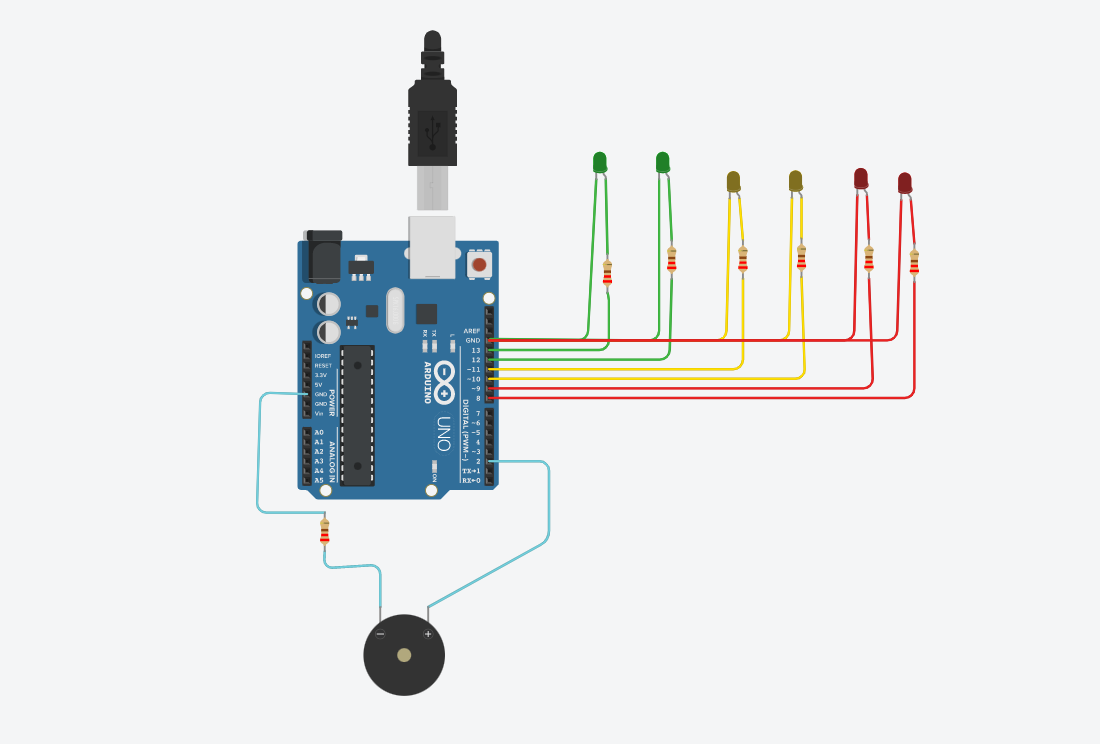 AREF
GND
13
12
~11
~10
~9
8
7
~6
~5
4
~3
2
TX→1
RX←0
DIGITAL (PWM~)
IOREF
RESET
3.3V
5V
GND
GND
Vin
POWER
A0
A1
A2
A3
A4
A5
ANALOG IN
RX
TX
L
ARDUINO
UNO
ON
− +
− +